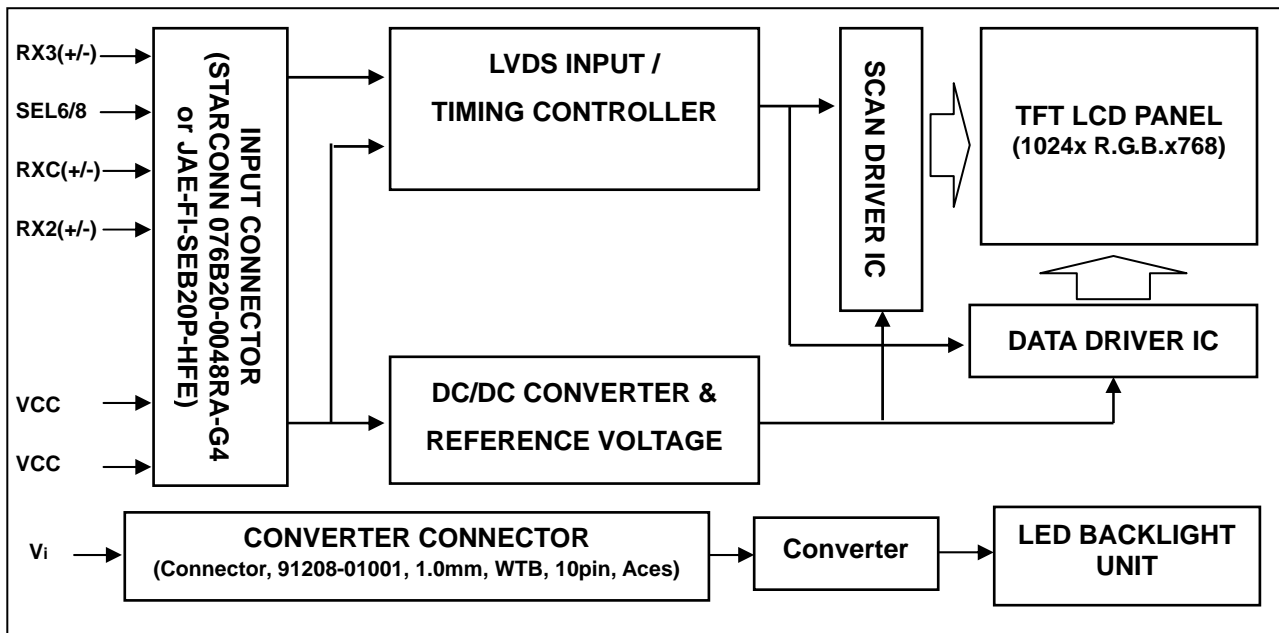 RX3(+/-)
SEL6/8
RXC(+/-)
RX2(+/-)
VCC
VCC
INPUT CONNECTOR
(STARCONN 076B20-0048RA-G4
or JAE-FI-SEB20P-HFE)
LVDS INPUT /
TIMING CONTROLLER
SCAN DRIVER IC
TFT LCD PANEL
(1024x R.G.B.x768)
DATA DRIVER IC
DC/DC CONVERTER &
REFERENCE VOLTAGE
Vi
CONVERTER CONNECTOR
(Connector, 91208-01001, 1.0mm, WTB, 10pin, Aces)
Converter
LED BACKLIGHT
UNIT